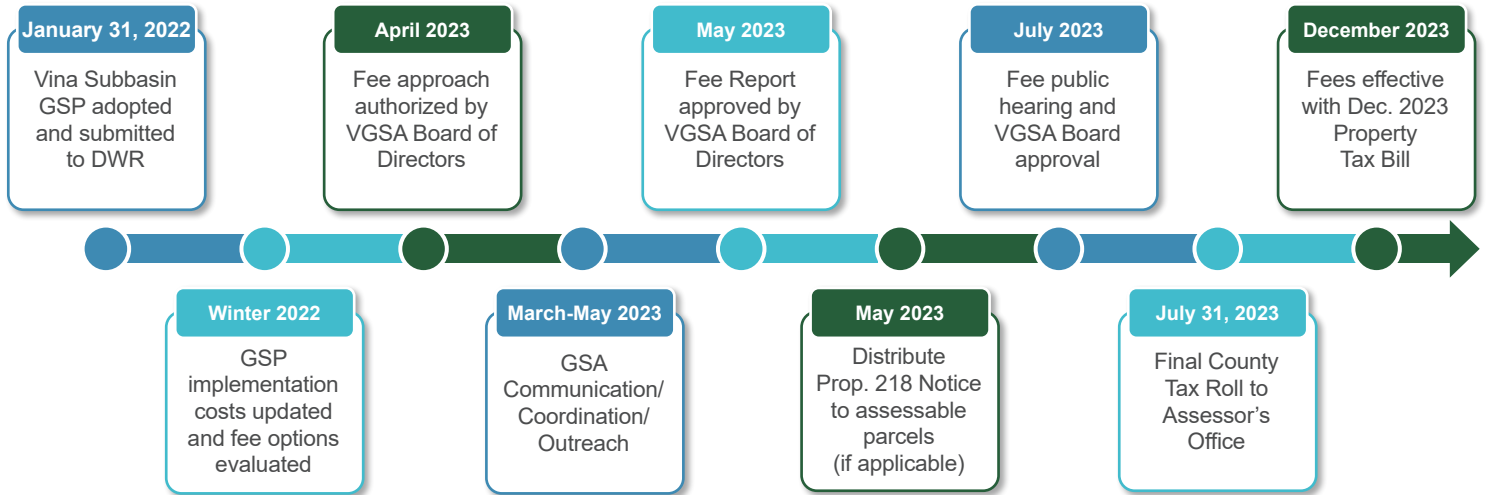 January 31, 2022
Vina Subbasin
GSP adopted
and submitted
to DWR
Winter 2022
GSP
implementation
costs updated
and fee options
evaluated
April 2023
Fee approach
authorized by
VGSA Board of
Directors
March-May 2023
GSA
Communication/
Coordination/
Outreach
May 2023
Fee Report
approved by
VGSA Board of
Directors
May 2023
Distribute
Prop. 218 Notice
to assessable
parcels
(if applicable)
July 2023
Fee public
hearing and
VGSA Board
approval
July 31, 2023
Final County
Tax Roll to
Assessor’s
Office
December 2023
Fees effective
with Dec. 2023
Property
Tax Bill